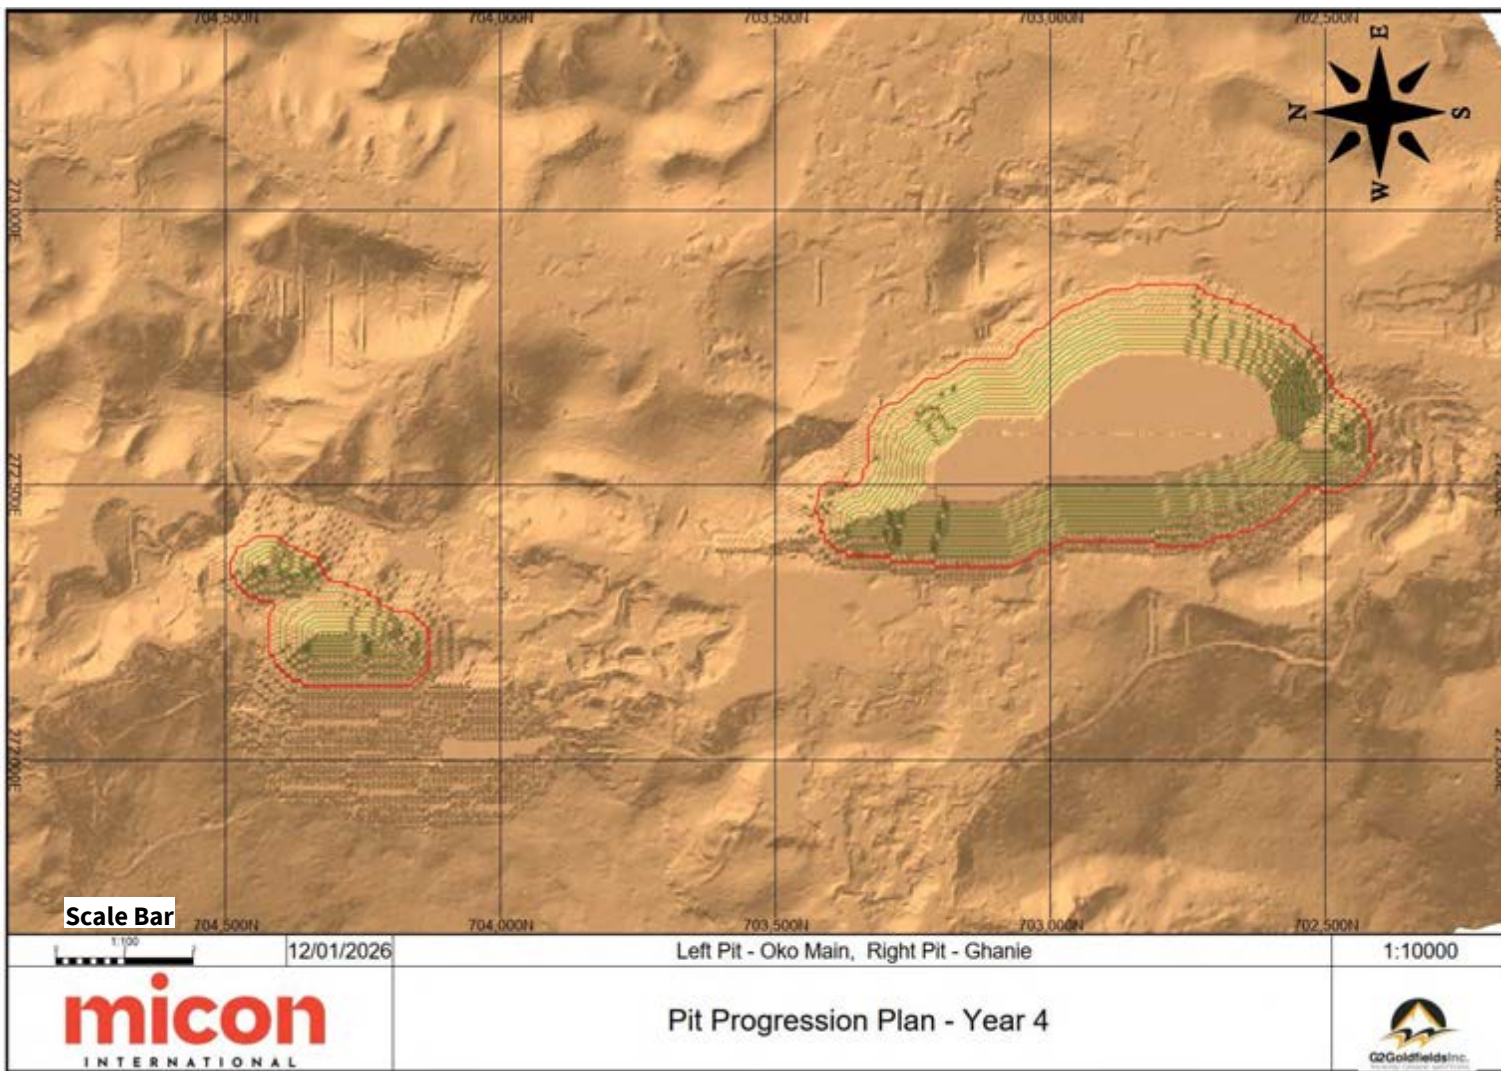 704,500N 704,000N 703,500N 703,000N 702,500N
E
N S
W
273,000E
272,500E 272,500E
272,000E
Scale Bar
704,500N 704,000N 703,500N 703,000N 702,500N
1:100
12/01/2026
Left Pit - Oko Main, Right Pit - Ghanie
1:10000
micon
INTERNATIONAL
Pit Progression Plan - Year 4
G2Goldfields Inc.